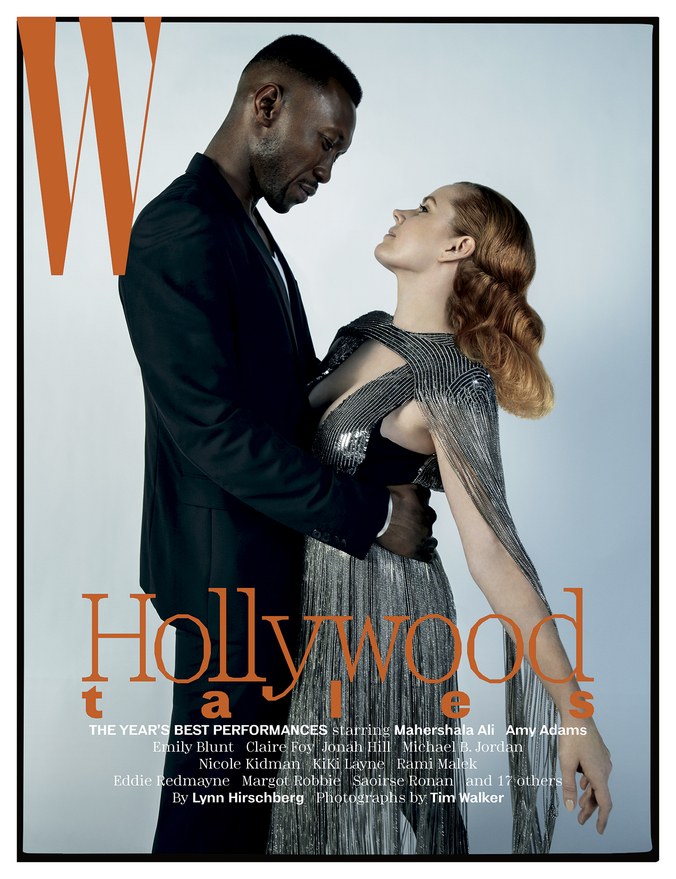 W
Hollywood
tales
THE YEAR'S BEST PERFORMANCES starring Mahershala Ali Amy Adams
Emily Blunt Claire Foy Jonah Hill Michael B. Jordan
Nicole Kidman KiKi Layne Rami Malek
Eddie Redmayne Margot Robbie Saoirse Ronan and 17 others
By Lynn Hirschberg Photographs by Tim Walker